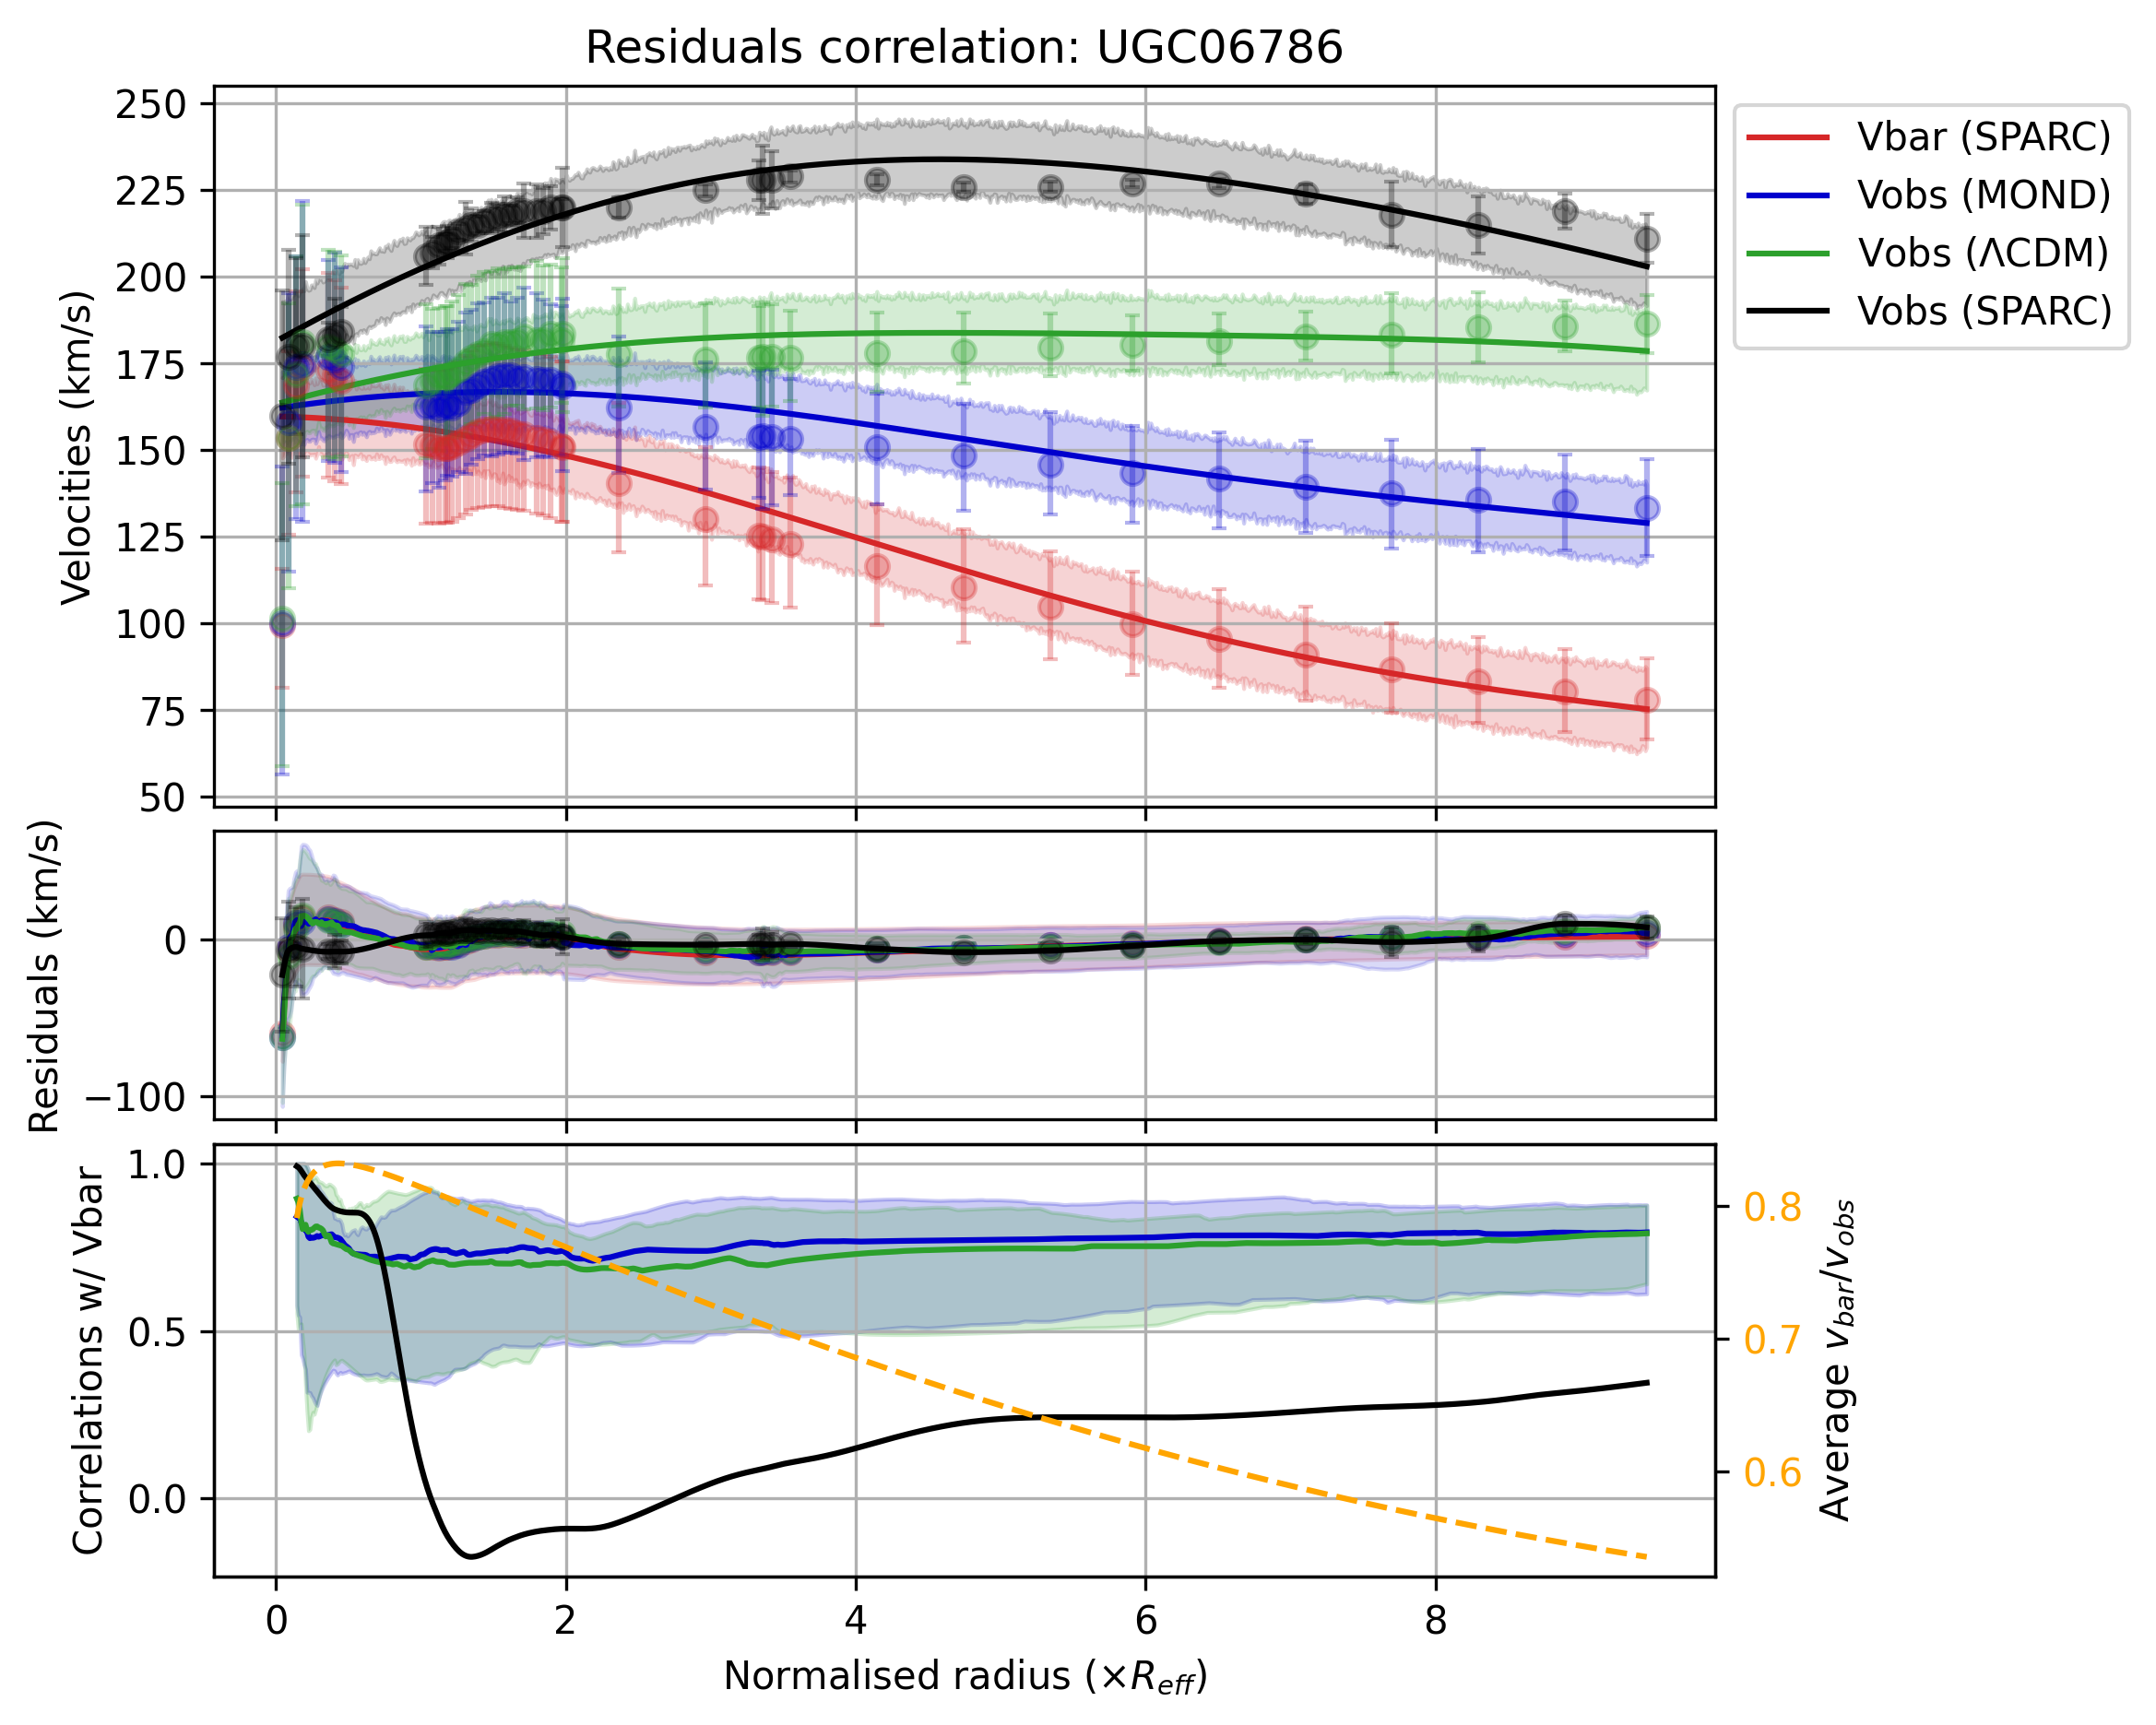 Residuals correlation: UGC06786
250
225
200
175
150
125
100
75
50
Velocities (km/s)
Vbar (SPARC)
Vobs (MOND)
Vobs (ΛCDM)
Vobs (SPARC)
0
−100
Residuals (km/s)
1.0
0.5
0.0
Correlations w/ Vbar
0.8
0.7
0.6
Average v_bar/v_obs
0 2 4 6 8
Normalised radius (×R_eff)